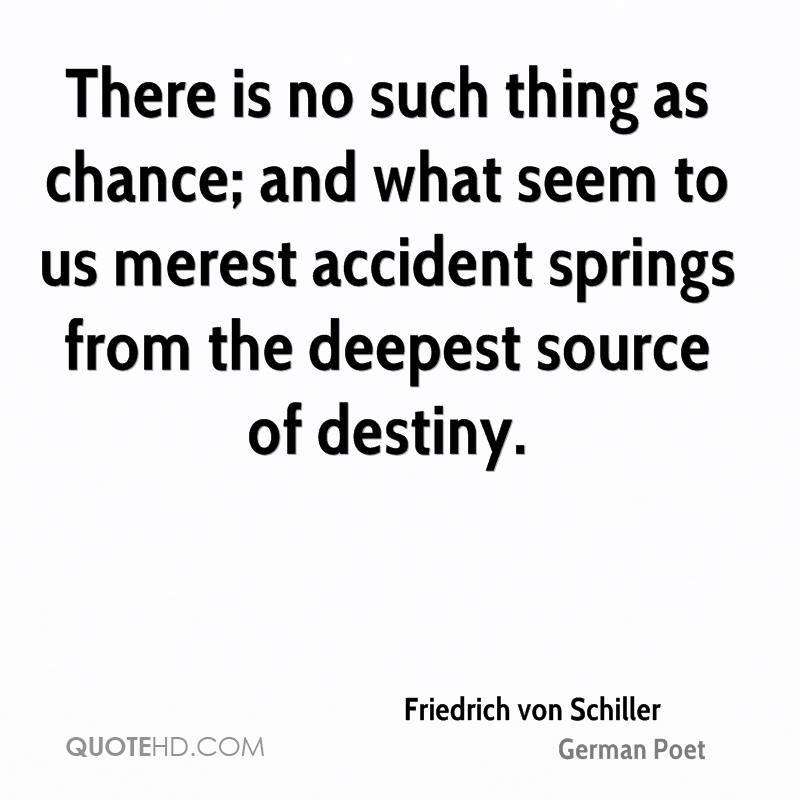 There is no such thing as
chance; and what seem to
us merest accident springs
from the deepest source
of destiny.
Friedrich von Schiller
QUOTEHD.COM
German Poet